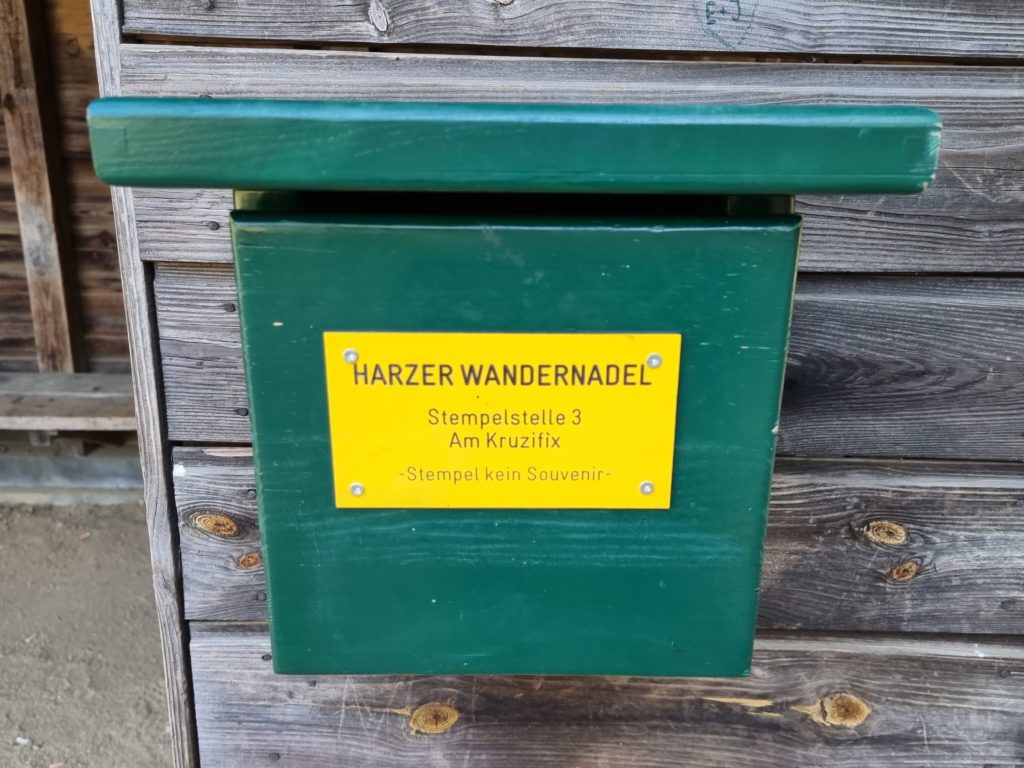 E+J
HARZER WANDERNADEL
Stempelstelle 3
Am Kruzifix
-Stempel kein Souvenir-